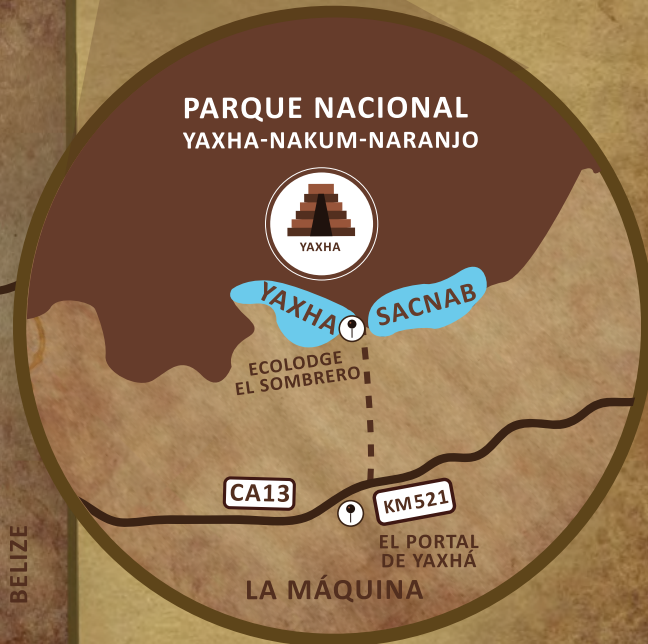 PARQUE NACIONAL
YAXHA-NAKUM-NARANJO
YAXHA
YAXHA
SACNAB
ECOLODGE
EL SOMBRERO
CA13
KM521
EL PORTAL
DE YAXHÁ
LA MÁQUINA
BELIZE